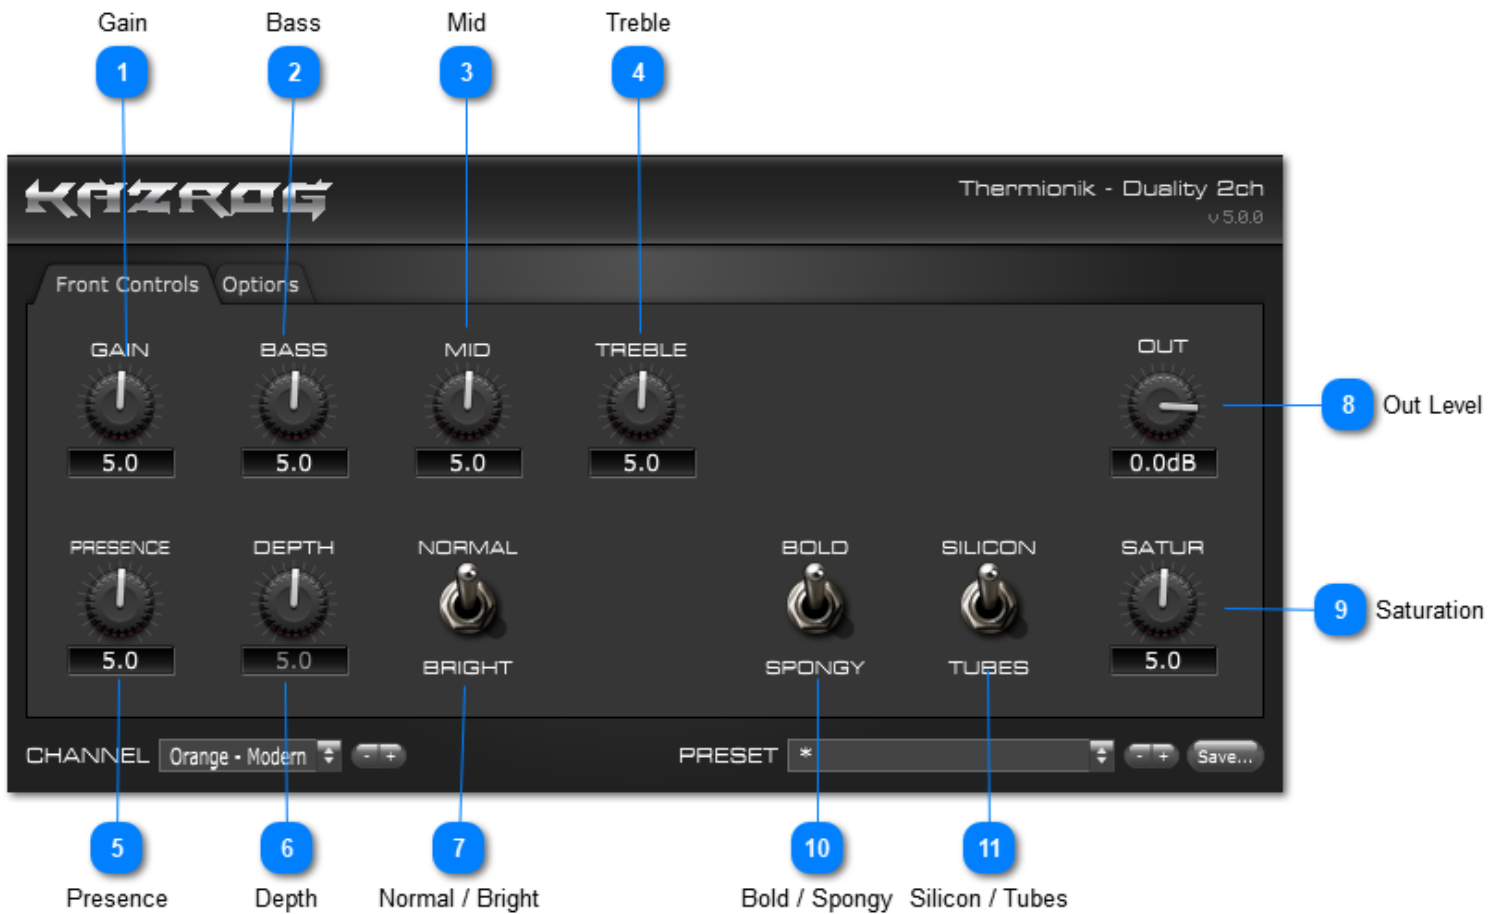 Gain Bass Mid Treble
1 2 3 4
KAZROG
Thermionik - Duality 2ch
v 5.0.0
Front Controls Options
GAIN BASS MID TREBLE OUT
8 Out Level
5.0 5.0 5.0 5.0 0.0dB
PRESENCE DEPTH NORMAL BOLD SILICON SATUR
9 Saturation
5.0 5.0 BRIGHT SPONGY TUBES 5.0
CHANNEL Orange - Modern - + PRESET * - + Save...
5 6 7 10 11
Presence Depth Normal / Bright Bold / Spongy Silicon / Tubes